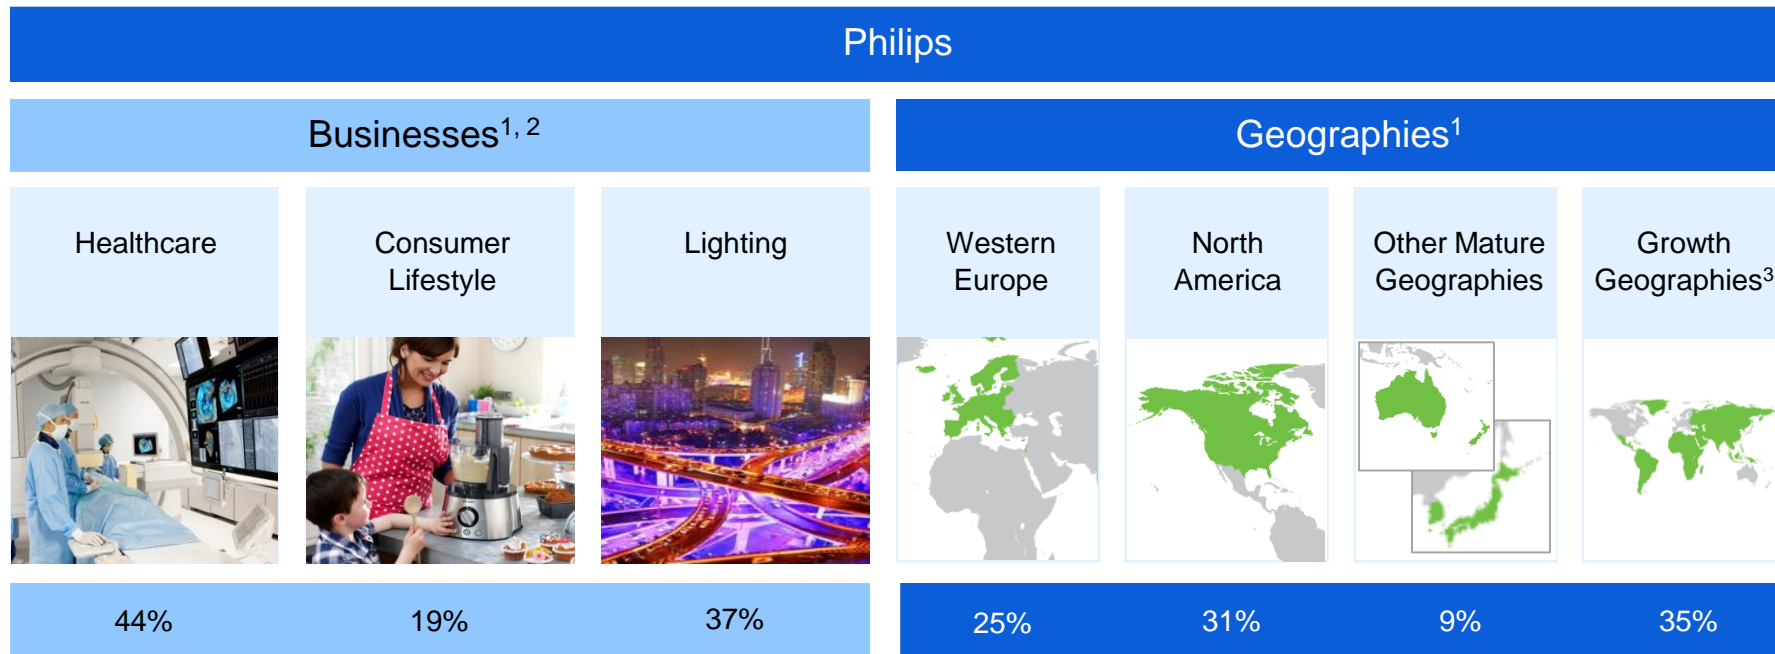 Philips
Businesses1, 2
Geographies1
Healthcare
Consumer
Lifestyle
Lighting
Western
Europe
North
America
Other Mature
Geographies
Growth
Geographies3
44%
19%
37%
25%
31%
9%
35%